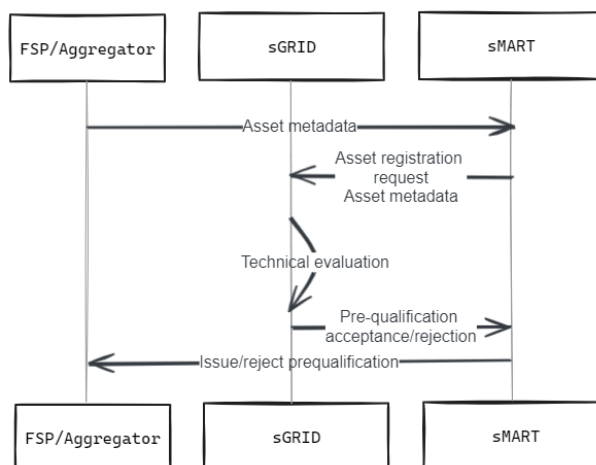 FSP/Aggregator
sGRID
sMART
Asset metadata
Asset registration
request
Asset metadata
Technical evaluation
Pre-qualification
acceptance/rejection
Issue/reject prequalification
FSP/Aggregator
sGRID
sMART